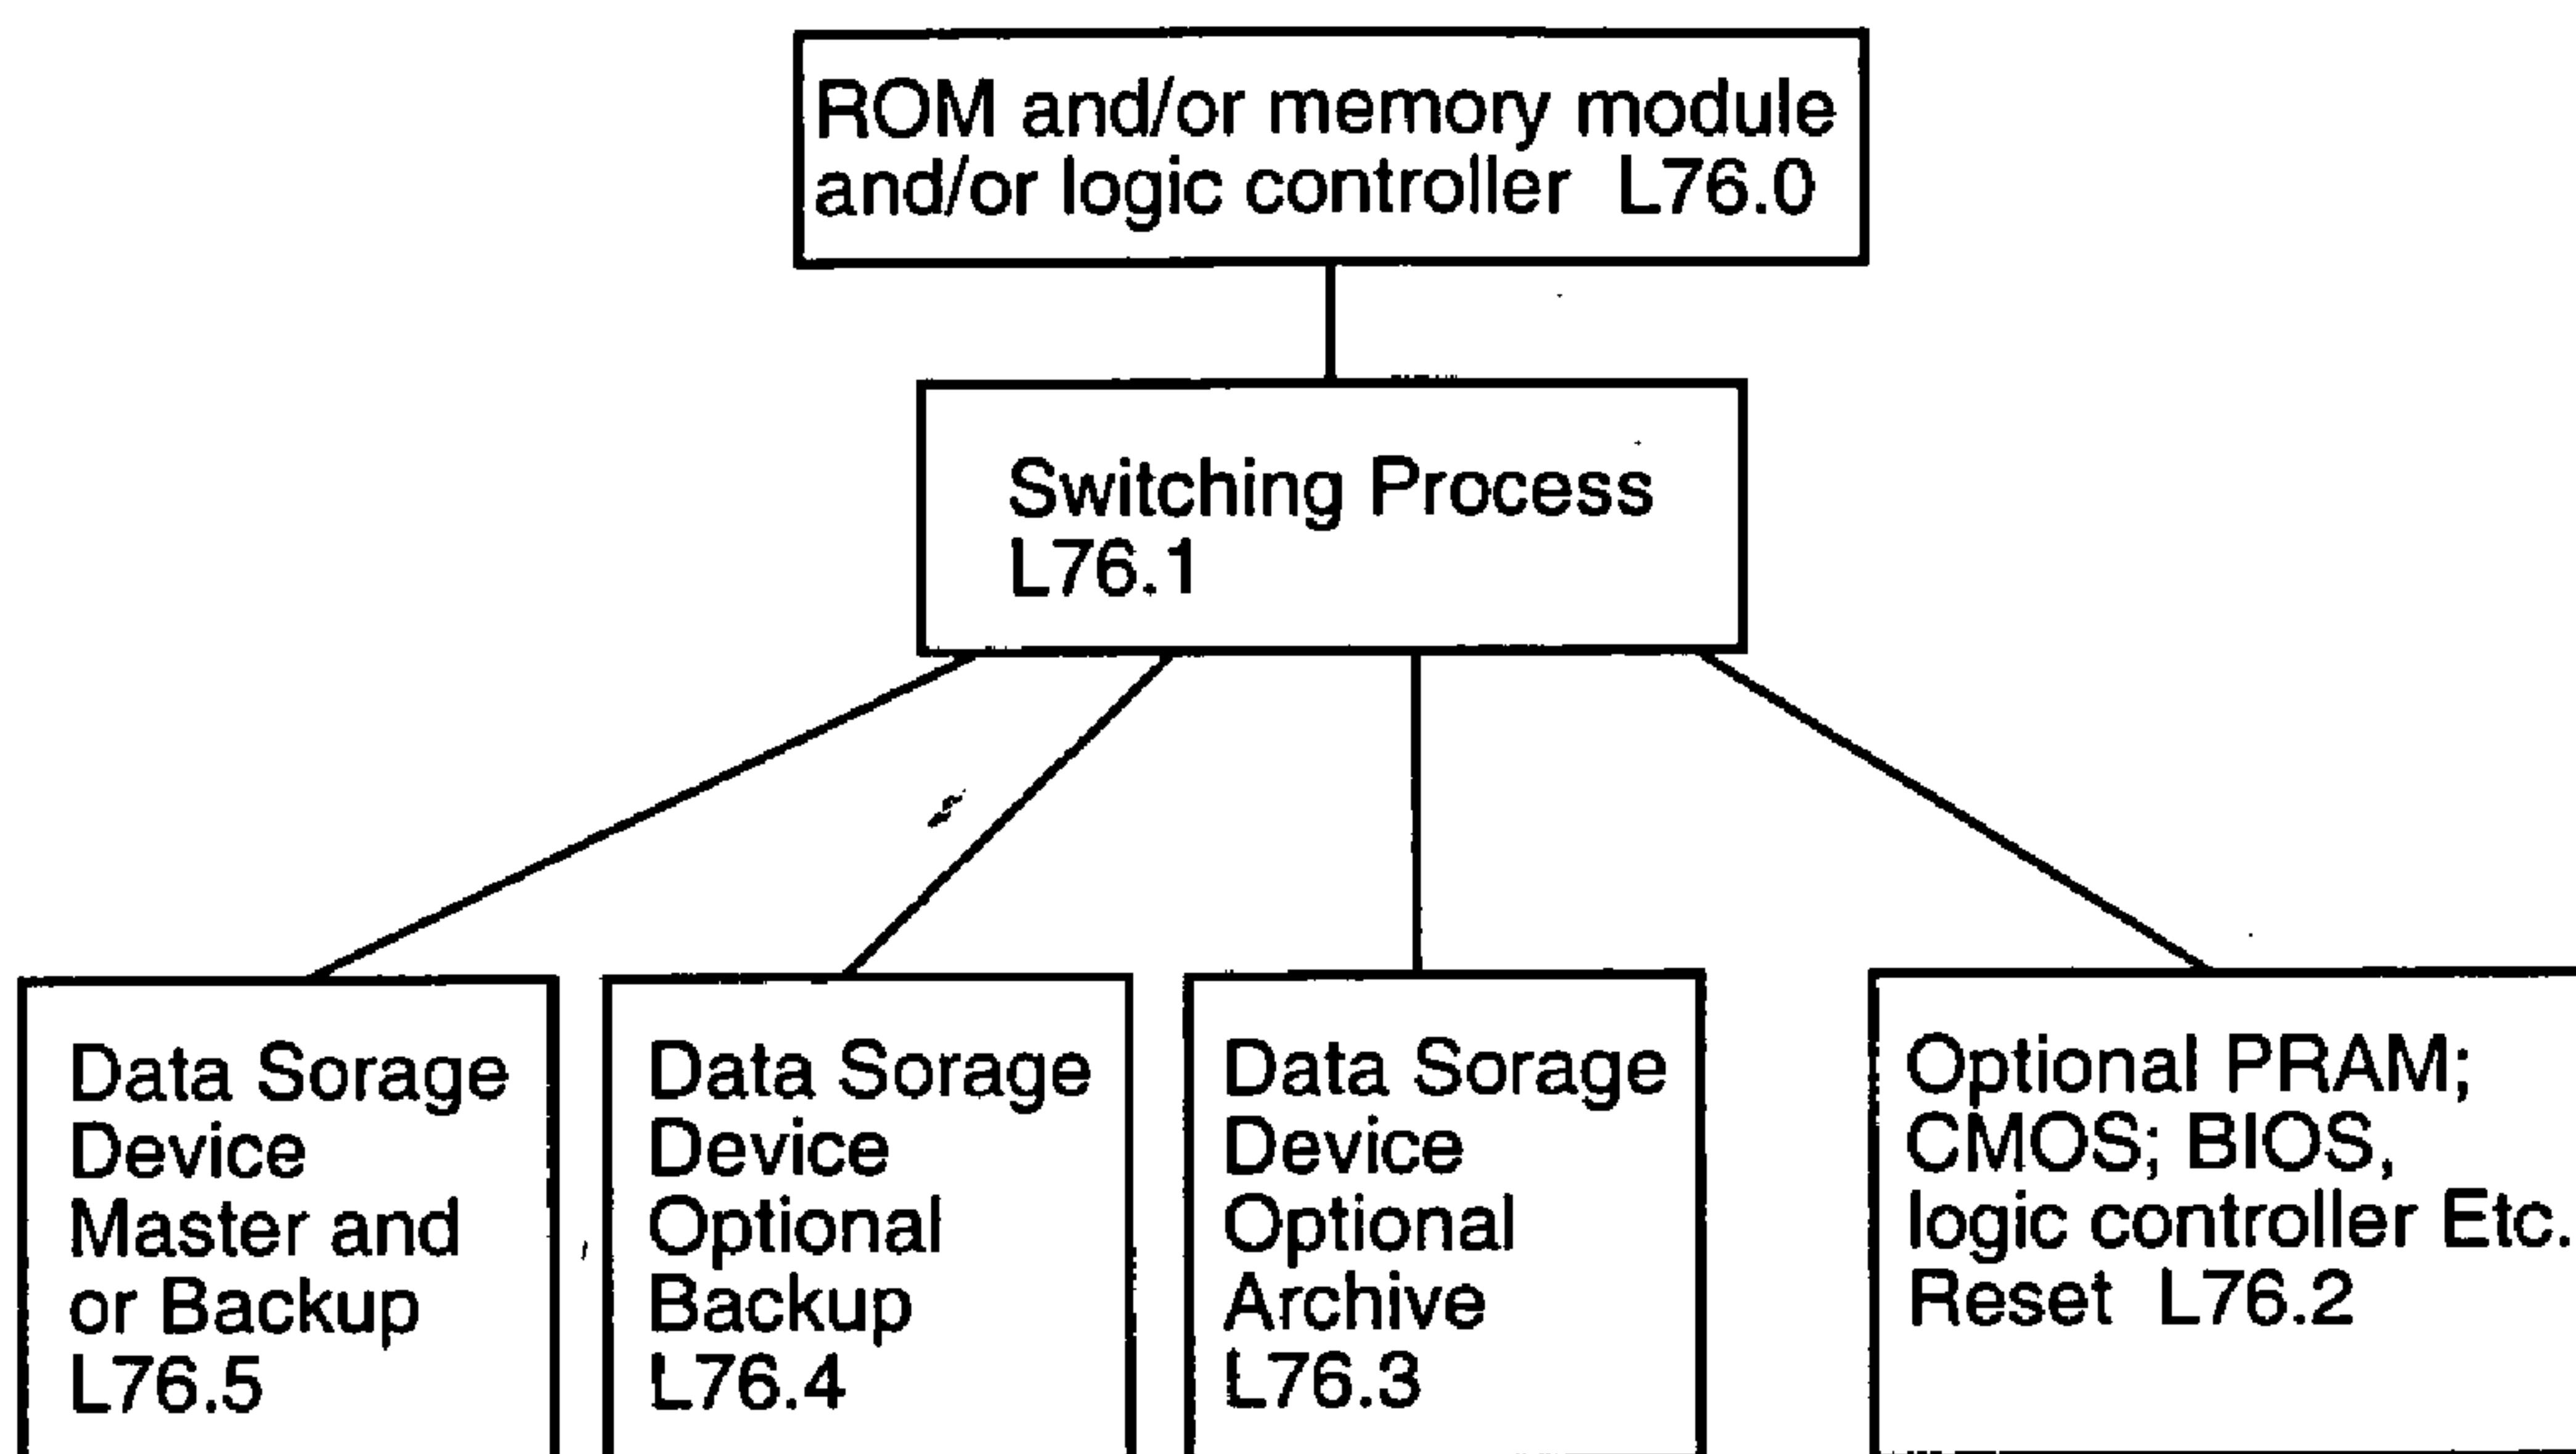 ROM and/or memory module
and/or logic controller L76.0
Switching Process
L76.1
Data Sorage
Device
Master and
or Backup
L76.5
Data Sorage
Device
Optional
Backup
L76.4
Data Sorage
Device
Optional
Archive
L76.3
Optional PRAM;
CMOS; BIOS,
logic controller Etc.
Reset L76.2